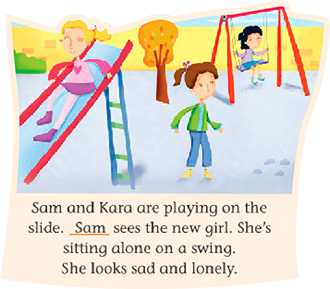 Sam and Kara are playing on the
slide. Sam sees the new girl. She's
sitting alone on a swing.
She looks sad and lonely.